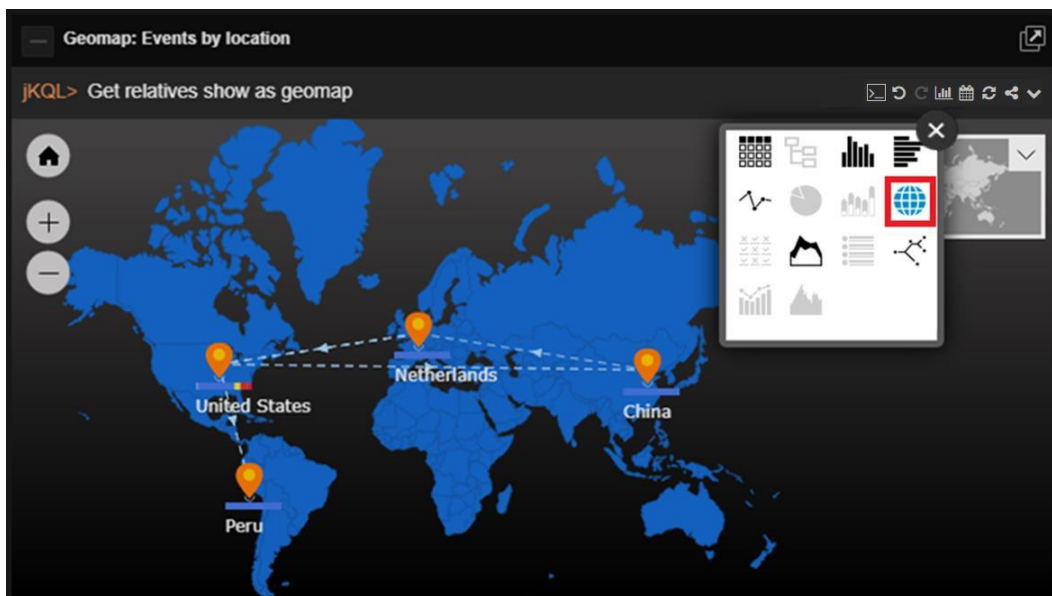 Geomap: Events by location
jKQL> Get relatives show as geomap
Netherlands
United States
China
Peru